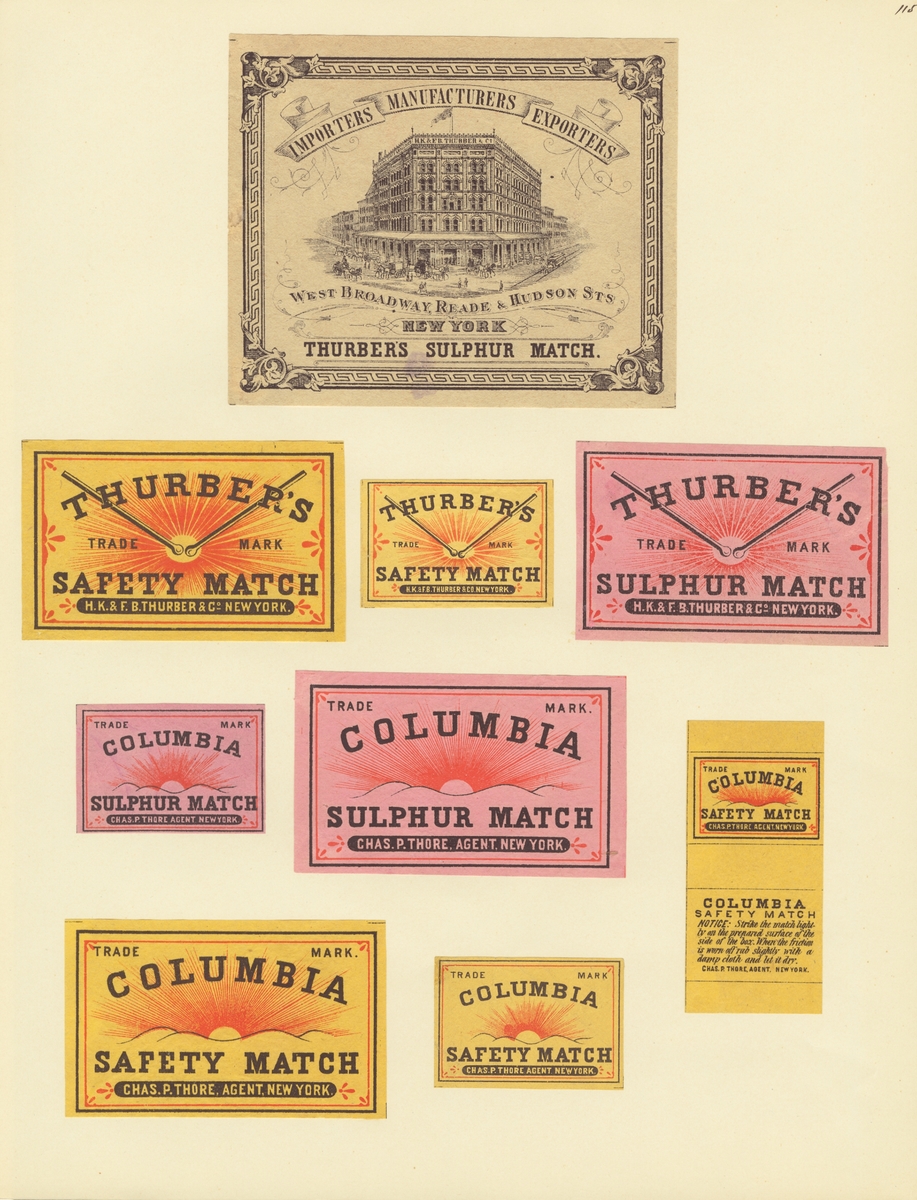 115
IMPORTERS MANUFACTURERS EXPORTERS
H.K.& F.B. THURBER & Co
WEST BROADWAY, READE & HUDSON STS
NEW YORK
THURBER'S SULPHUR MATCH.
THURBER'S
TRADE MARK
SAFETY MATCH
H.K.& F.B.THURBER & Co NEW YORK.
THURBER'S
TRADE MARK
SAFETY MATCH
H.K.& F.B.THURBER & CO. NEW YORK.
THURBER'S
TRADE MARK
SULPHUR MATCH
H.K.& F.B.THURBER & Co NEW YORK.
TRADE MARK
COLUMBIA
SULPHUR MATCH
CHAS.P.THORE AGENT NEW YORK
TRADE MARK.
COLUMBIA
SULPHUR MATCH
CHAS.P.THORE, AGENT, NEW YORK.
TRADE MARK
COLUMBIA
SAFETY MATCH
CHAS.P.THORE AGENT, NEW YORK
COLUMBIA
SAFETY MATCH
NOTICE: Strike the match light-
ly on the prepared surface of the
side of the box. When the friction
is worn off rub slightly with a
damp cloth and let it dry.
CHAS.P.THORE, AGENT, NEW YORK.
TRADE MARK.
COLUMBIA
SAFETY MATCH
CHAS.P.THORE, AGENT, NEW YORK.
TRADE MARK
COLUMBIA
SAFETY MATCH
CHAS.P.THORE AGENT NEW YORK